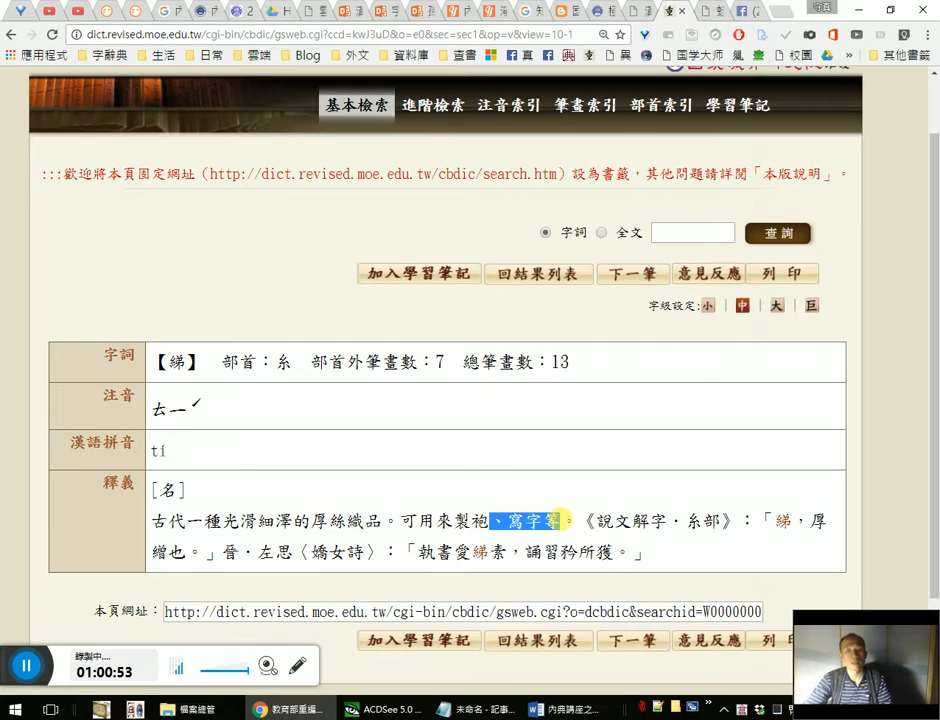 dict.revised.moe.edu.tw/cgi-bin/cbdic/gsweb.cgi?ccd=kwJ3uD&o=e0&sec=sec1&op=v&view=10-1
應用程式 字辭典 生活 日常 雲端 Blog 外文 資料庫 查書 真 異 国学大师 校園 » 其他書籤
基本檢索 進階檢索 注音索引 筆畫索引 部首索引 學習筆記
:::歡迎將本頁固定網址（http://dict.revised.moe.edu.tw/cbdic/search.htm）設為書籤，其他問題請詳閱「本版說明」。
字詞 全文 查詢
加入學習筆記 回結果列表 下一筆 意見反應 列 印
字級設定:小 | 中 | 大 | 巨
字詞 【綈】 部首：糸 部首外筆畫數：7 總筆畫數：13
注音 ㄊㄧˊ
漢語拼音 tí
釋義 [名]
古代一種光滑細澤的厚絲織品。可用來製袍、寫字等。《說文解字．糸部》：「綈，厚
繒也。」晉．左思〈嬌女詩〉：「執書愛綈素，誦習矜所獲。」
本頁網址：http://dict.revised.moe.edu.tw/cgi-bin/cbdic/gsweb.cgi?o=dcbdic&searchid=W0000000
加入學習筆記 回結果列表 下一筆 意見反應 列
錄製中....
01:00:53
檔案總管 教育部重編... ACDSee 5.0 ... 未命名 - 記事... 內典講座之...